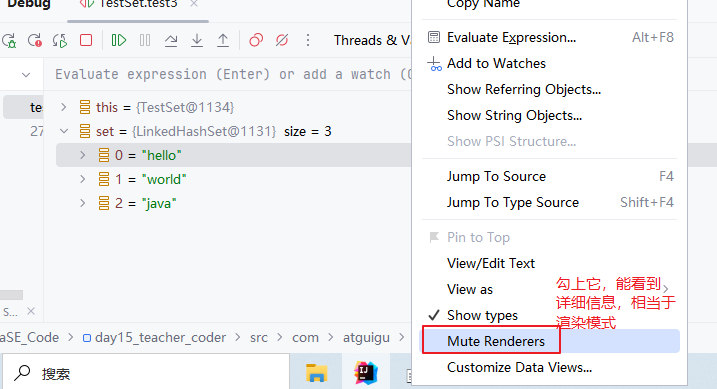 Debug
TestSet.test3
Threads & Va
Evaluate expression (Enter) or add a watch (C
te
this = {TestSet@1134}
27
set = {LinkedHashSet@1131} size = 3
0 = "hello"
1 = "world"
2 = "java"
S...
aSE_Code
day15_teacher_coder
src
com
atguigu
搜索
Copy Name
Evaluate Expression... Alt+F8
Add to Watches
Show Referring Objects...
Show String Objects...
Show PSI Structure...
Jump To Source F4
Jump To Type Source Shift+F4
Pin to Top
View/Edit Text
View as
Show types
Mute Renderers
Customize Data Views...
勾上它，能看到
详细信息，相当于
渲染模式